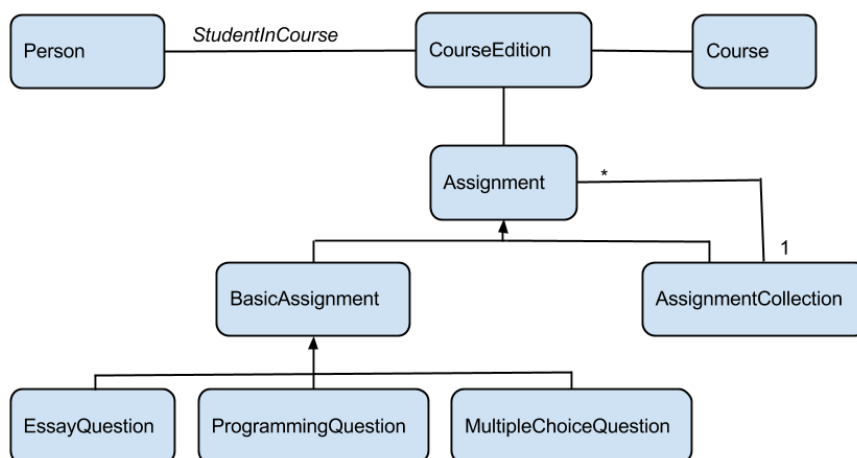 Person
StudentInCourse
CourseEdition
Course
Assignment
*
1
BasicAssignment
AssignmentCollection
EssayQuestion
ProgrammingQuestion
MultipleChoiceQuestion